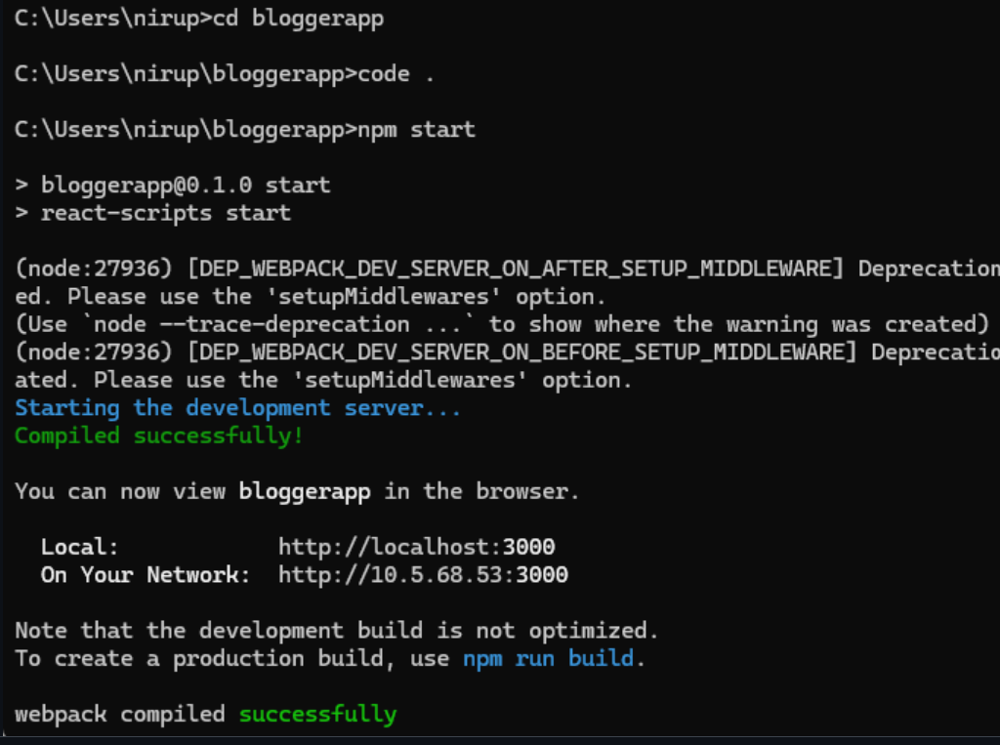 C:\Users\nirup>cd bloggerapp
C:\Users\nirup\bloggerapp>code .
C:\Users\nirup\bloggerapp>npm start
> bloggerapp@0.1.0 start
> react-scripts start
(node:27936) [DEP_WEBPACK_DEV_SERVER_ON_AFTER_SETUP_MIDDLEWARE] Deprecation
ed. Please use the 'setupMiddlewares' option.
(Use `node --trace-deprecation ...` to show where the warning was created)
(node:27936) [DEP_WEBPACK_DEV_SERVER_ON_BEFORE_SETUP_MIDDLEWARE] Deprecatio
ated. Please use the 'setupMiddlewares' option.
Starting the development server...
Compiled successfully!
You can now view bloggerapp in the browser.
Local: http://localhost:3000
On Your Network: http://10.5.68.53:3000
Note that the development build is not optimized.
To create a production build, use npm run build.
webpack compiled successfully